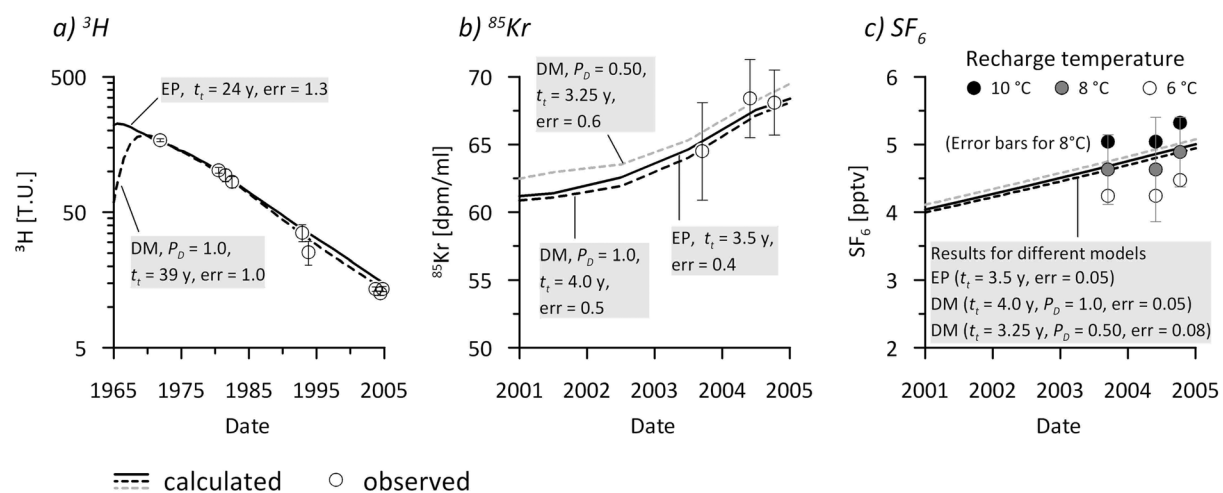 a) ³H
500
50
5
³H [T.U.]
EP, tₜ = 24 y, err = 1.3
DM, P_D = 1.0,
tₜ = 39 y, err = 1.0
1965 1975 1985 1995 2005
Date
b) ⁸⁵Kr
70
65
60
55
50
⁸⁵Kr [dpm/ml]
DM, P_D = 0.50,
tₜ = 3.25 y,
err = 0.6
DM, P_D = 1.0,
tₜ = 4.0 y,
err = 0.5
EP, tₜ = 3.5 y,
err = 0.4
2001 2002 2003 2004 2005
Date
c) SF₆
Recharge temperature
10 °C 8 °C 6 °C
6
5
4
3
2
SF₆ [pptv]
(Error bars for 8°C)
Results for different models
EP (tₜ = 3.5 y, err = 0.05)
DM (tₜ = 4.0 y, P_D = 1.0, err = 0.05)
DM (tₜ = 3.25 y, P_D = 0.50, err = 0.08)
2001 2002 2003 2004 2005
Date
calculated observed